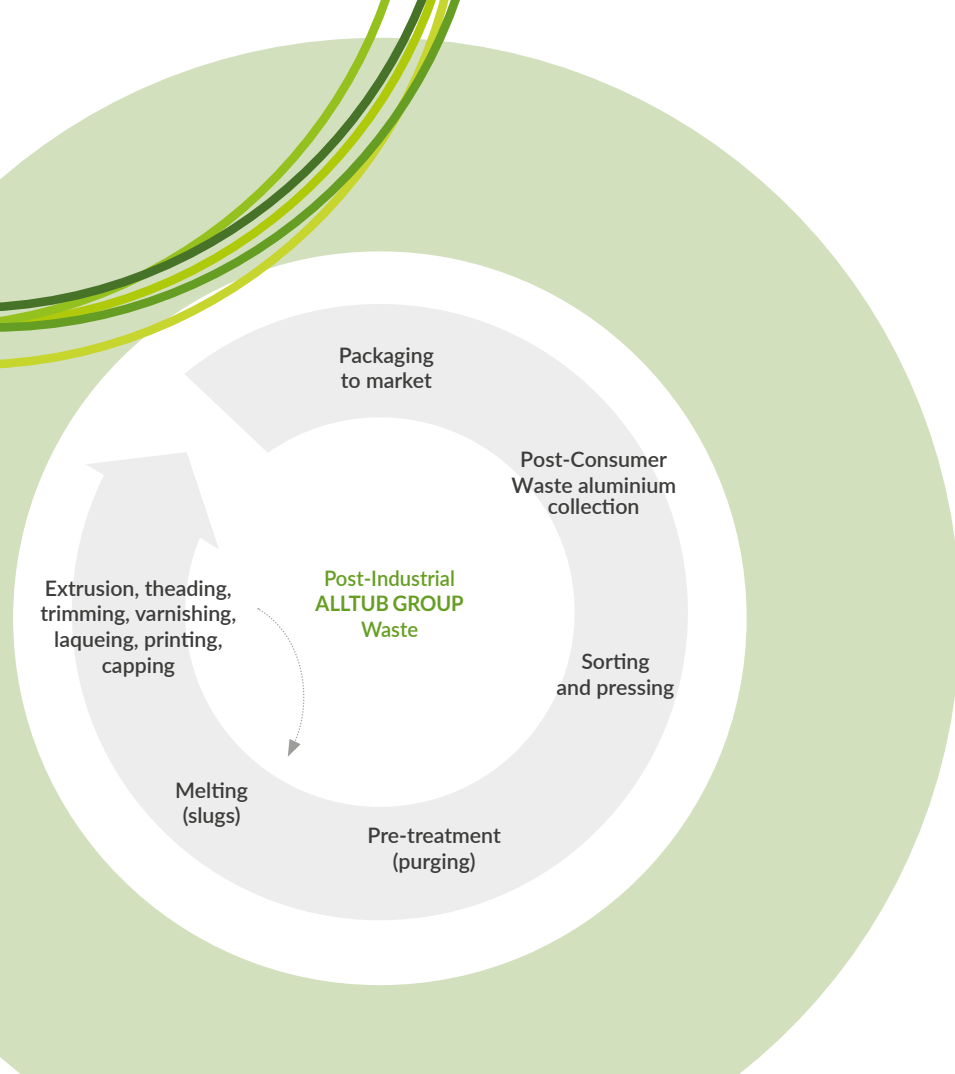 Packaging
to market
Post-Consumer
Waste aluminium
collection
Post-Industrial
ALLTUB GROUP
Waste
Extrusion, theading,
trimming, varnishing,
laqueing, printing,
capping
Sorting
and pressing
Melting
(slugs)
Pre-treatment
(purging)